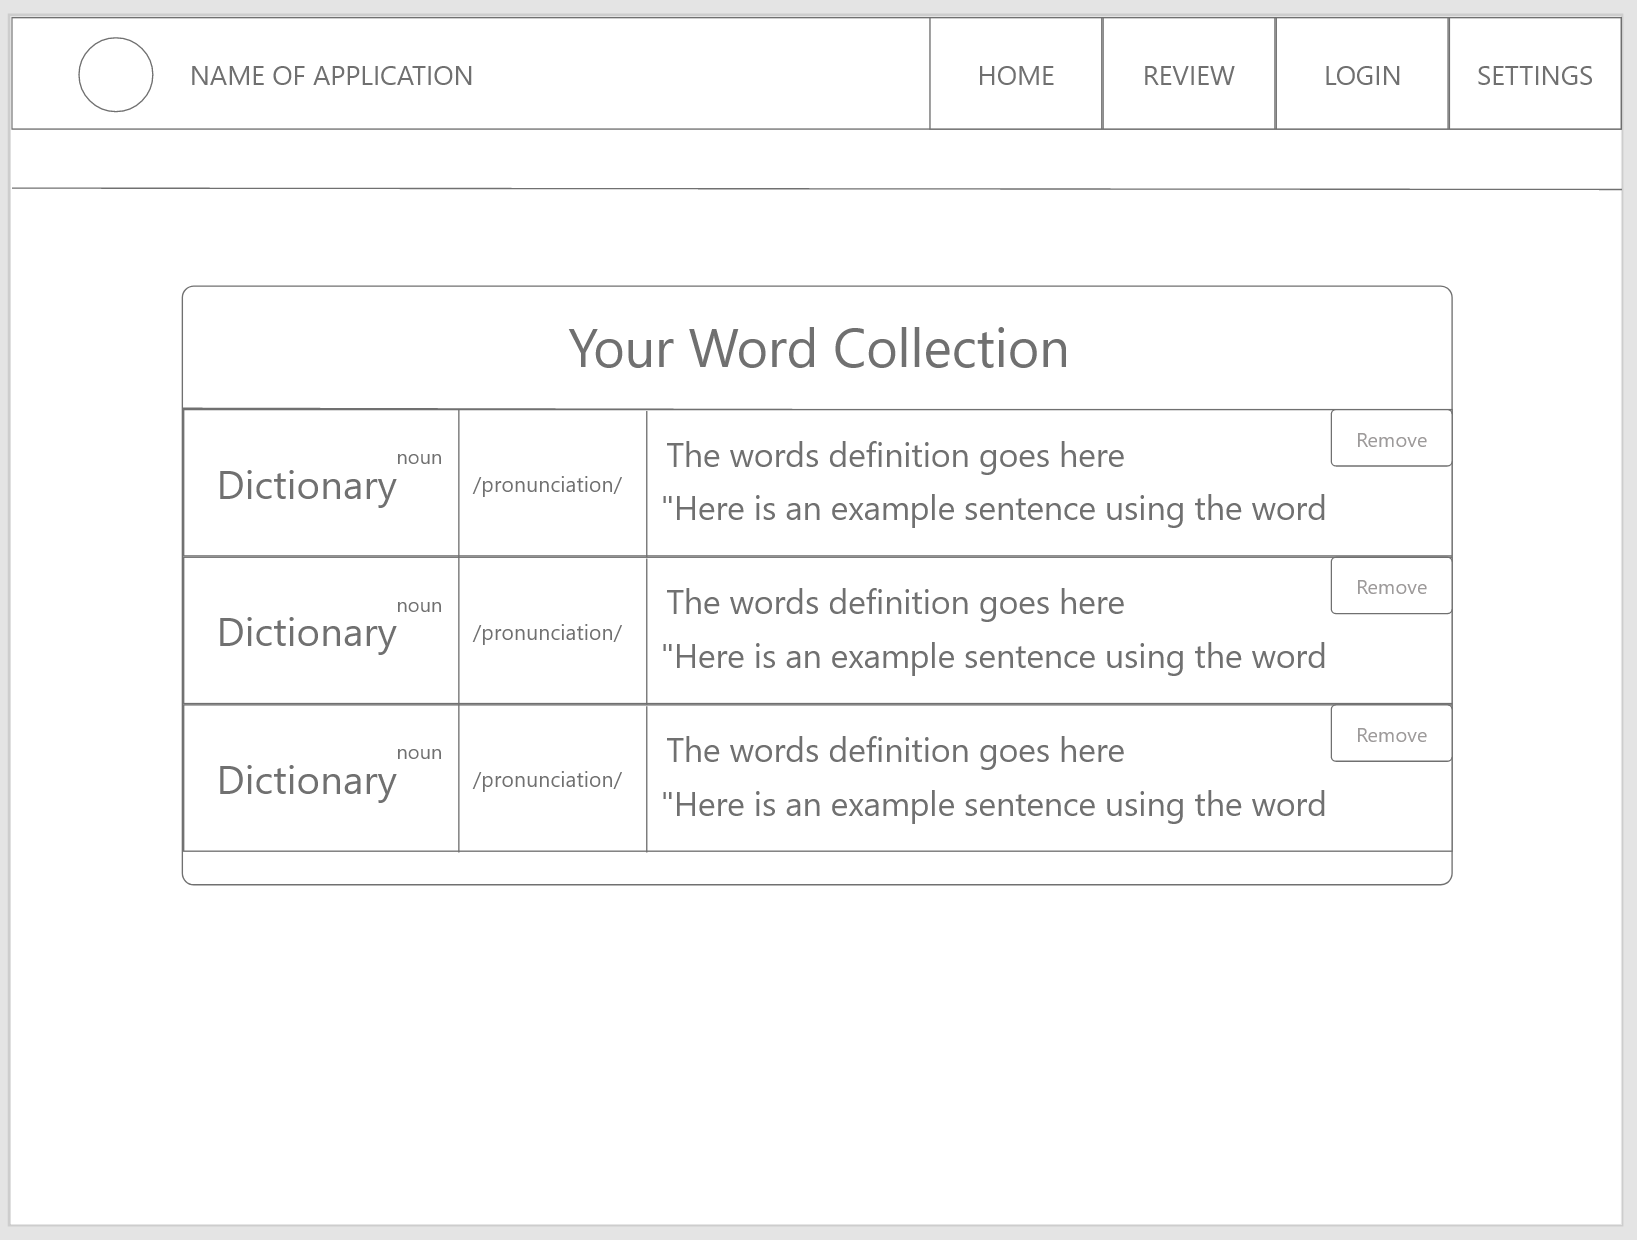 NAME OF APPLICATION
HOME
REVIEW
LOGIN
SETTINGS
Your Word Collection
Dictionary noun
/pronunciation/
The words definition goes here
"Here is an example sentence using the word
Remove
Dictionary noun
/pronunciation/
The words definition goes here
"Here is an example sentence using the word
Remove
Dictionary noun
/pronunciation/
The words definition goes here
"Here is an example sentence using the word
Remove